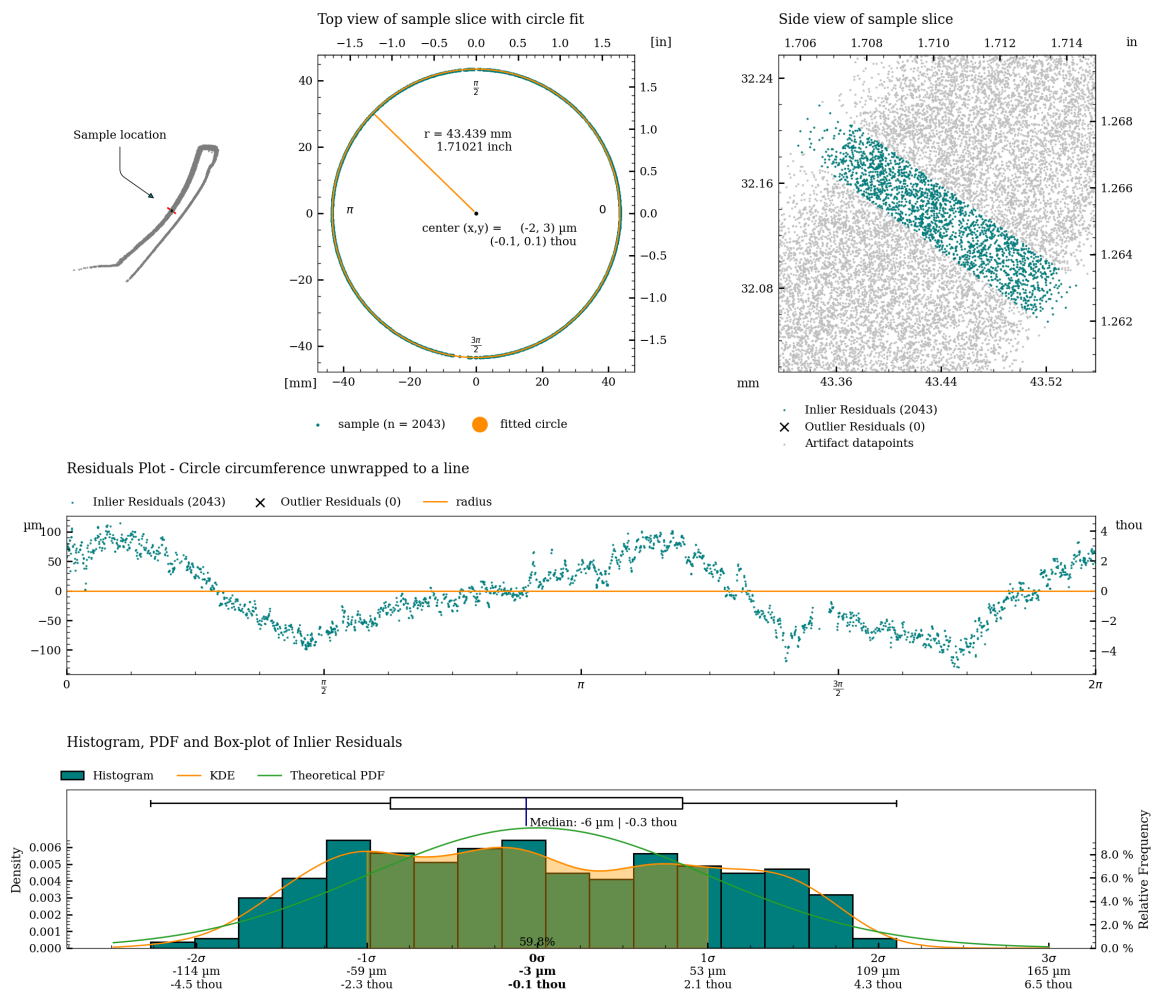 Top view of sample slice with circle fit
Side view of sample slice
−1.5 −1.0 −0.5 0.0 0.5 1.0 1.5 [in]
1.706 1.708 1.710 1.712 1.714 in
Sample location
40
20
0
−20
−40
π/2
r = 43.439 mm
1.71021 inch
π
0
center (x,y) = (-2, 3) µm
(-0.1, 0.1) thou
3π/2
1.5
1.0
0.5
0.0
−0.5
−1.0
−1.5
[mm] −40 −20 0 20 40
32.24
32.16
32.08
1.268
1.266
1.264
1.262
mm 43.36 43.44 43.52
sample (n = 2043) fitted circle
Inlier Residuals (2043)
Outlier Residuals (0)
Artifact datapoints
Residuals Plot - Circle circumference unwrapped to a line
Inlier Residuals (2043) Outlier Residuals (0) radius
µm thou
100
50
0
−50
−100
4
2
0
−2
−4
0 π/2 π 3π/2 2π
Histogram, PDF and Box-plot of Inlier Residuals
Histogram KDE Theoretical PDF
Median: -6 µm | -0.3 thou
Density
0.006
0.005
0.004
0.003
0.002
0.001
0.000
8.0 %
6.0 %
4.0 %
2.0 %
0.0 %
Relative Frequency
59.8%
-2σ -1σ 0σ 1σ 2σ 3σ
-114 µm -59 µm -3 µm 53 µm 109 µm 165 µm
-4.5 thou -2.3 thou -0.1 thou 2.1 thou 4.3 thou 6.5 thou